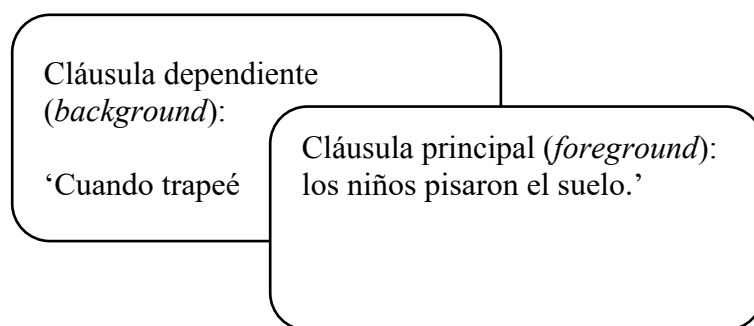 Cláusula dependiente
(background):
‘Cuando trapeé
Cláusula principal (foreground):
los niños pisaron el suelo.’